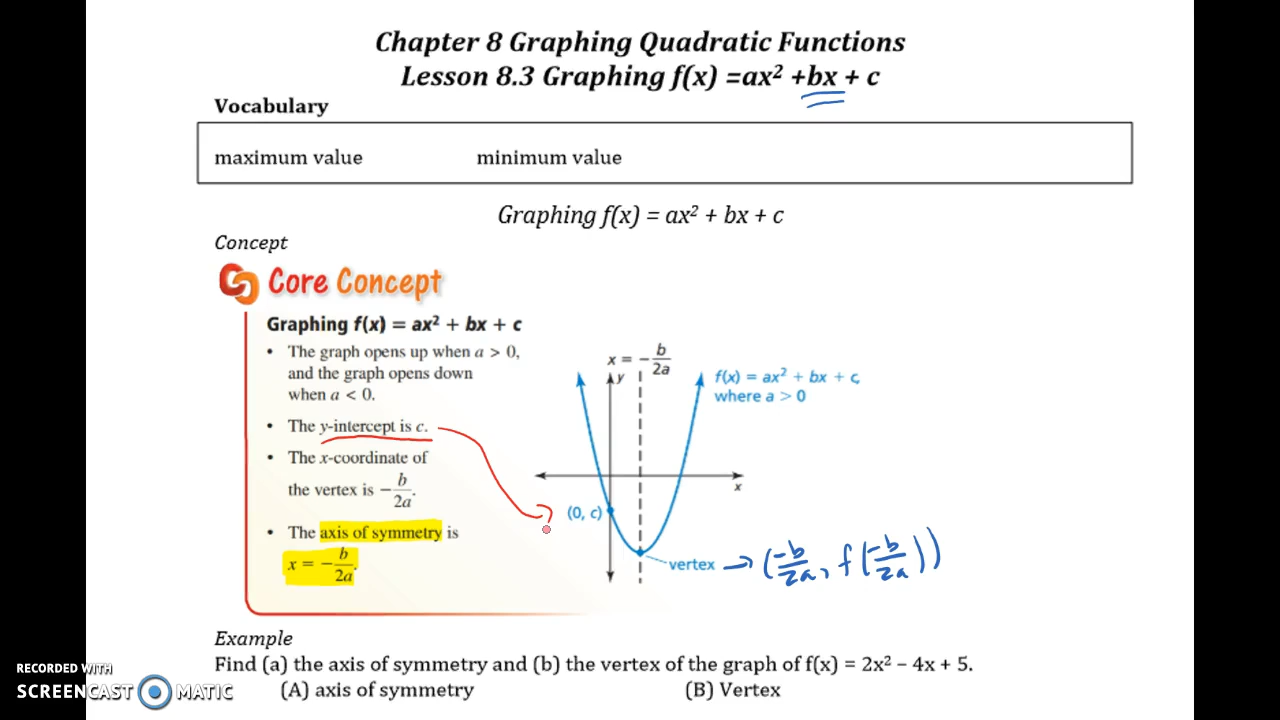 Chapter 8 Graphing Quadratic Functions
Lesson 8.3 Graphing f(x) =ax² +bx + c
Vocabulary
maximum value minimum value
Graphing f(x) = ax² + bx + c
Concept
Core Concept
Graphing f(x) = ax² + bx + c
• The graph opens up when a > 0,
and the graph opens down
when a < 0.
• The y-intercept is c.
• The x-coordinate of
the vertex is −b/2a.
• The axis of symmetry is
x = −b/2a.
x = −b/2a
y
f(x) = ax² + bx + c,
where a > 0
x
(0, c)
vertex → (−b/2a, f(−b/2a))
Example
Find (a) the axis of symmetry and (b) the vertex of the graph of f(x) = 2x² – 4x + 5.
(A) axis of symmetry (B) Vertex
RECORDED WITH
SCREENCAST MATIC